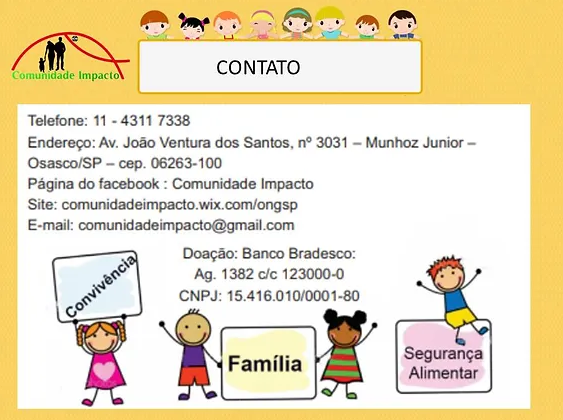 Comunidade Impacto
CONTATO
Telefone: 11 - 4311 7338
Endereço: Av. João Ventura dos Santos, nº 3031 – Munhoz Junior –
Osasco/SP – cep. 06263-100
Página do facebook : Comunidade Impacto
Site: comunidadeimpacto.wix.com/ongsp
E-mail: comunidadeimpacto@gmail.com
Doação: Banco Bradesco:
Ag. 1382 c/c 123000-0
CNPJ: 15.416.010/0001-80
Convivência
Família
Segurança
Alimentar